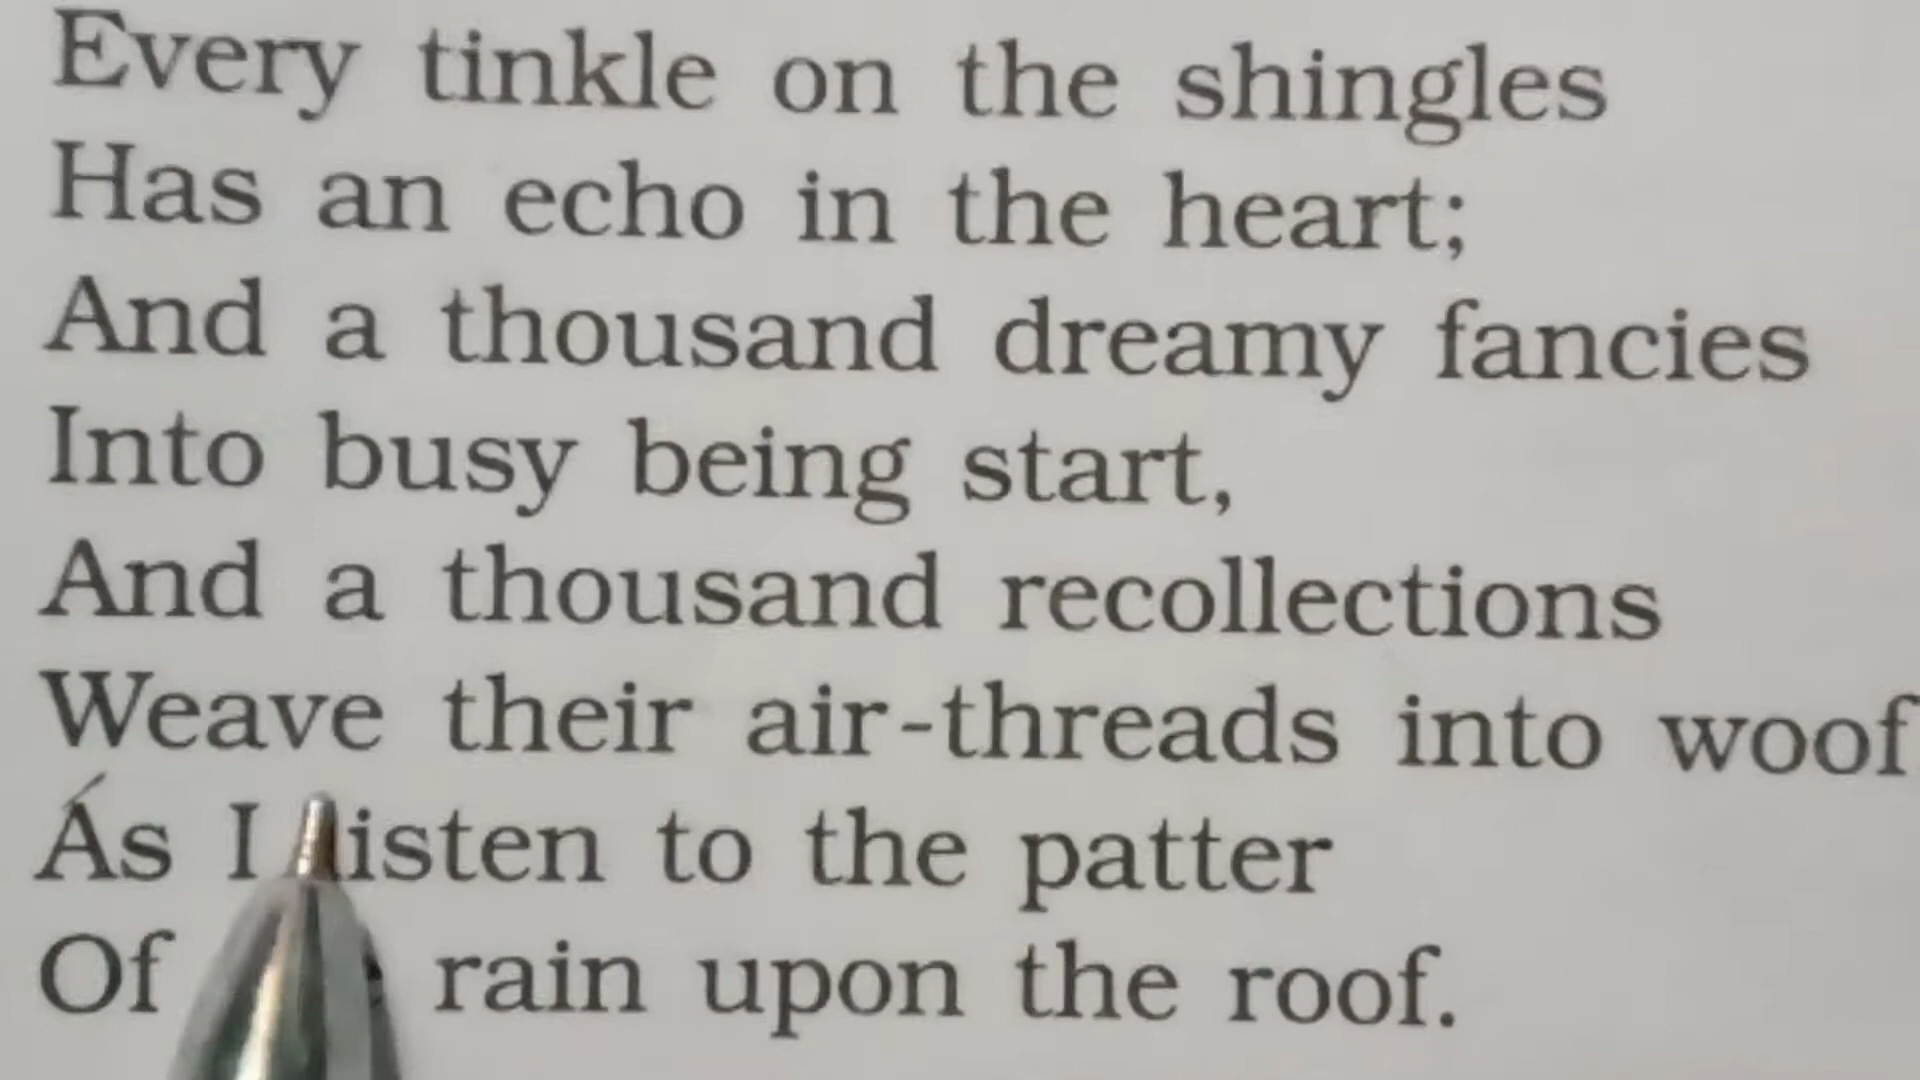 Every tinkle on the shingles
Has an echo in the heart;
And a thousand dreamy fancies
Into busy being start,
And a thousand recollections
Weave their air-threads into woof
As I listen to the patter
Of rain upon the roof.